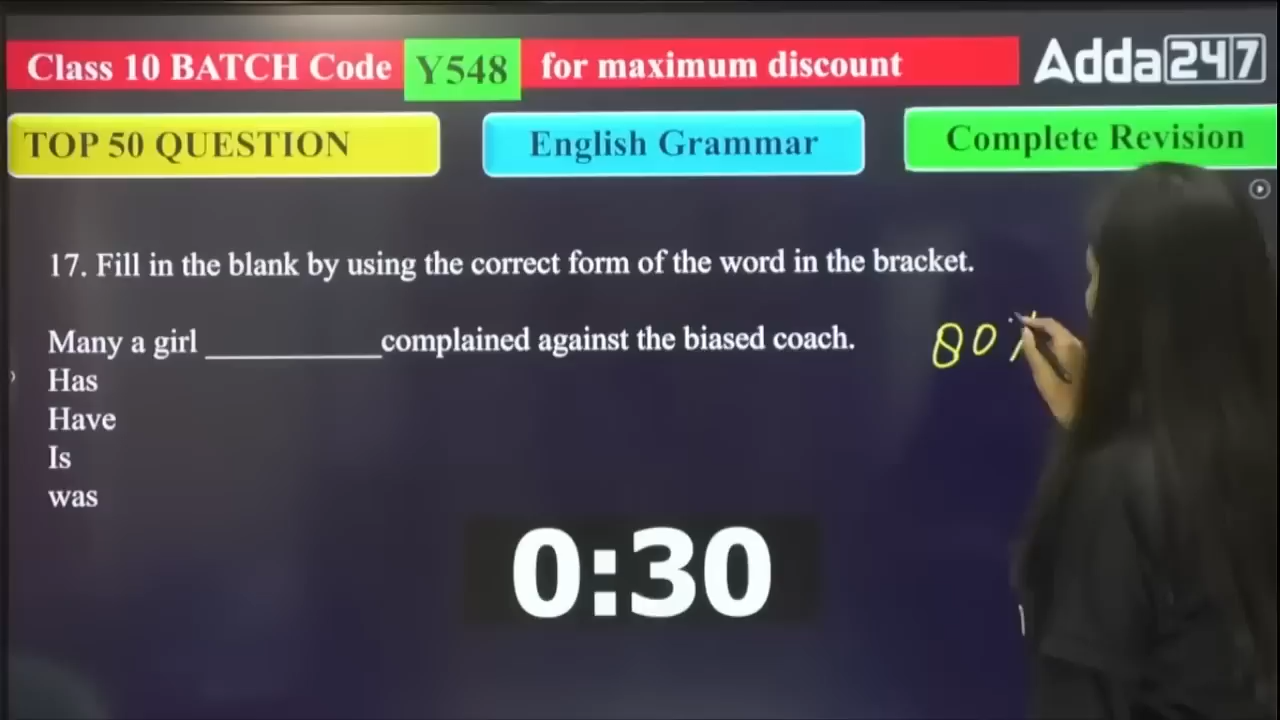 Class 10 BATCH Code Y548 for maximum discount Adda247
TOP 50 QUESTION English Grammar Complete Revision
17. Fill in the blank by using the correct form of the word in the bracket.
Many a girl ____________complained against the biased coach.
80%
Has
Have
Is
was
0:30